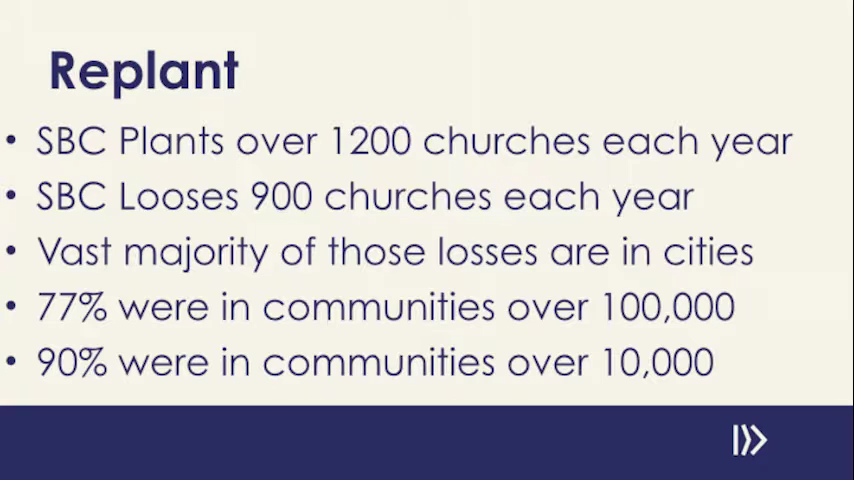 Replant
• SBC Plants over 1200 churches each year
• SBC Looses 900 churches each year
• Vast majority of those losses are in cities
• 77% were in communities over 100,000
• 90% were in communities over 10,000